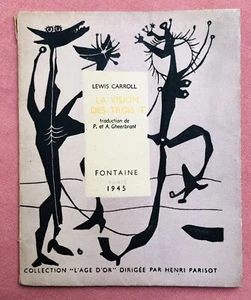 LEWIS CARROLL
LA VISION
DES TROIS T
traduction de
P. et A. Gheerbrant
FONTAINE
1945
COLLECTION "L'AGE D'OR" DIRIGÉE PAR HENRI PARISOT